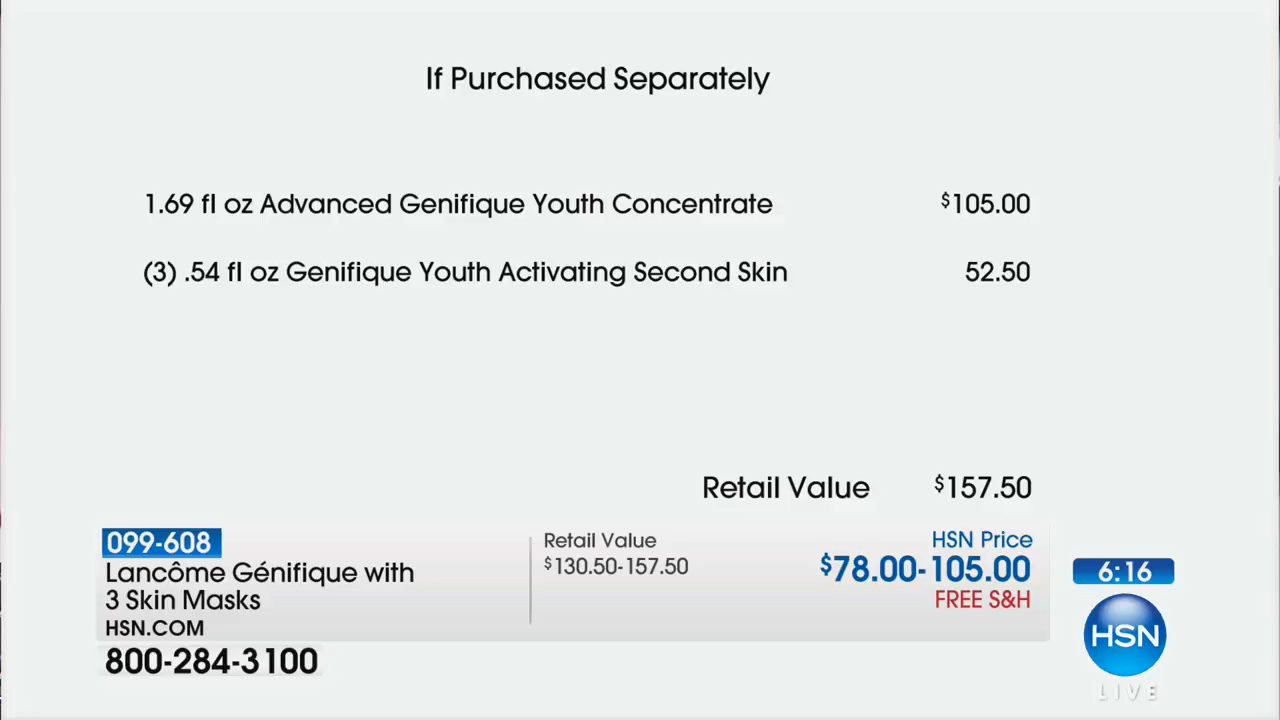 If Purchased Separately
1.69 fl oz Advanced Genifique Youth Concentrate $105.00
(3) .54 fl oz Genifique Youth Activating Second Skin 52.50
Retail Value $157.50
099-608
Lancôme Génifique with
3 Skin Masks
HSN.COM
800-284-3100
Retail Value
$130.50-157.50
HSN Price
$78.00-105.00
FREE S&H
6:16
HSN
LIVE